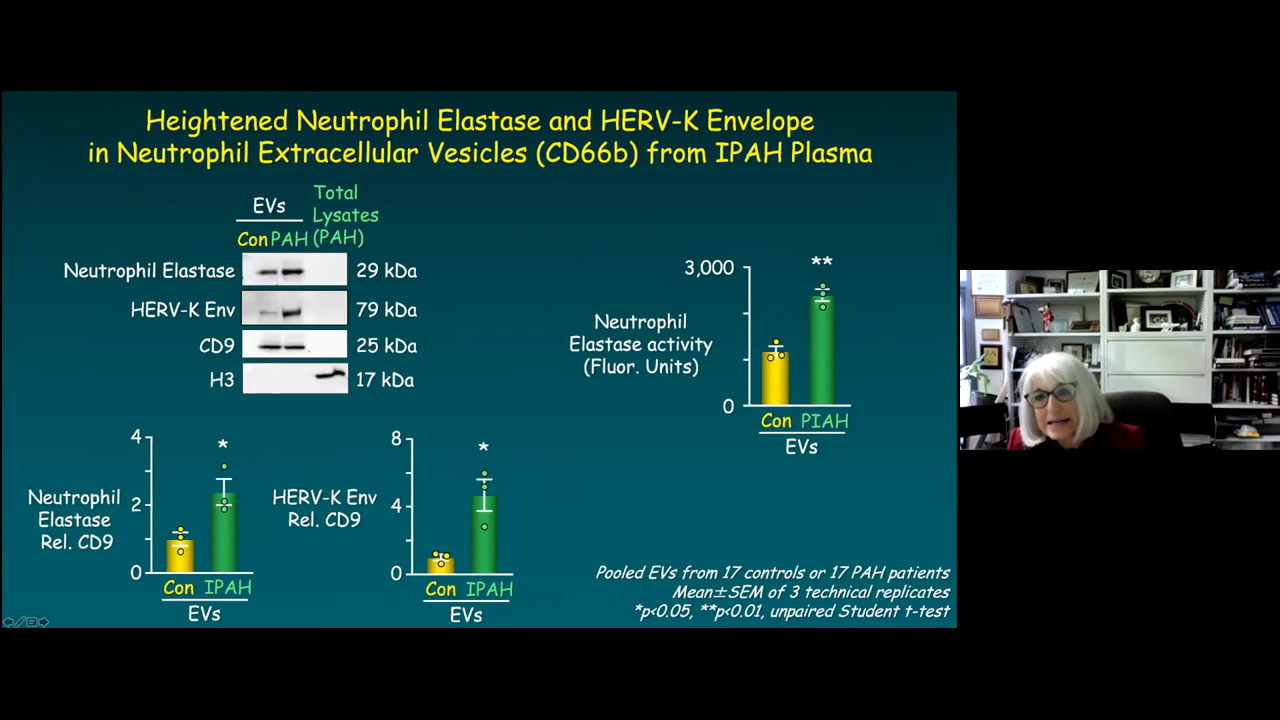 Heightened Neutrophil Elastase and HERV-K Envelope
in Neutrophil Extracellular Vesicles (CD66b) from IPAH Plasma
EVs
Total
Lysates
(PAH)
Con PAH
Neutrophil Elastase
29 kDa
HERV-K Env
79 kDa
CD9
25 kDa
H3
17 kDa
Neutrophil
Elastase activity
(Fluor. Units)
3,000
0
**
Con PIAH
EVs
Neutrophil
Elastase
Rel. CD9
4
2
0
*
Con IPAH
EVs
HERV-K Env
Rel. CD9
8
4
0
*
Con IPAH
EVs
Pooled EVs from 17 controls or 17 PAH patients
Mean±SEM of 3 technical replicates
*p<0.05, **p<0.01, unpaired Student t-test